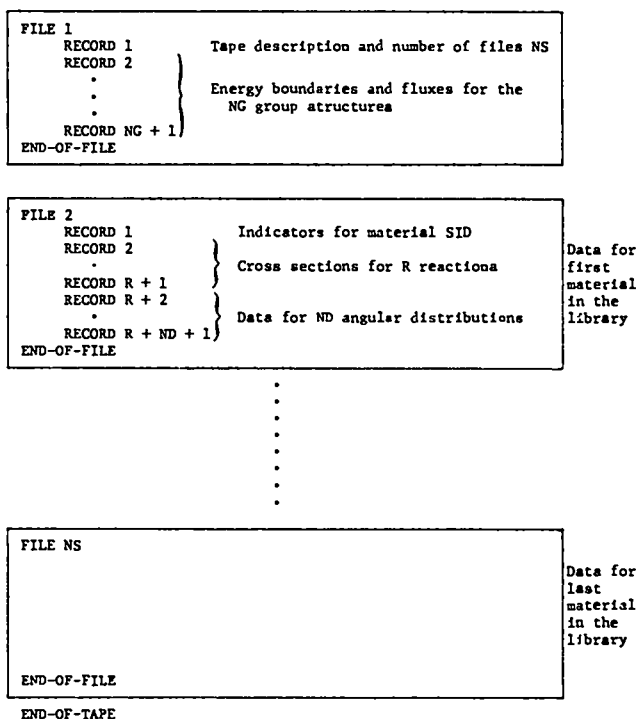 FILE 1
RECORD 1 Tape description and number of files NS
RECORD 2
Energy boundaries and fluxes for the
NG group atructurea
RECORD NG + 1
END-OF-FILE
FILE 2
RECORD 1 Indicators for material SID
RECORD 2
Cross sections for R reactiona
RECORD R + 1
RECORD R + 2
Data for ND angular distributions
RECORD R + ND + 1
END-OF-FILE
Data for
first
material
in the
library
FILE NS
END-OF-FILE
Data for
last
material
in the
library
END-OF-TAPE